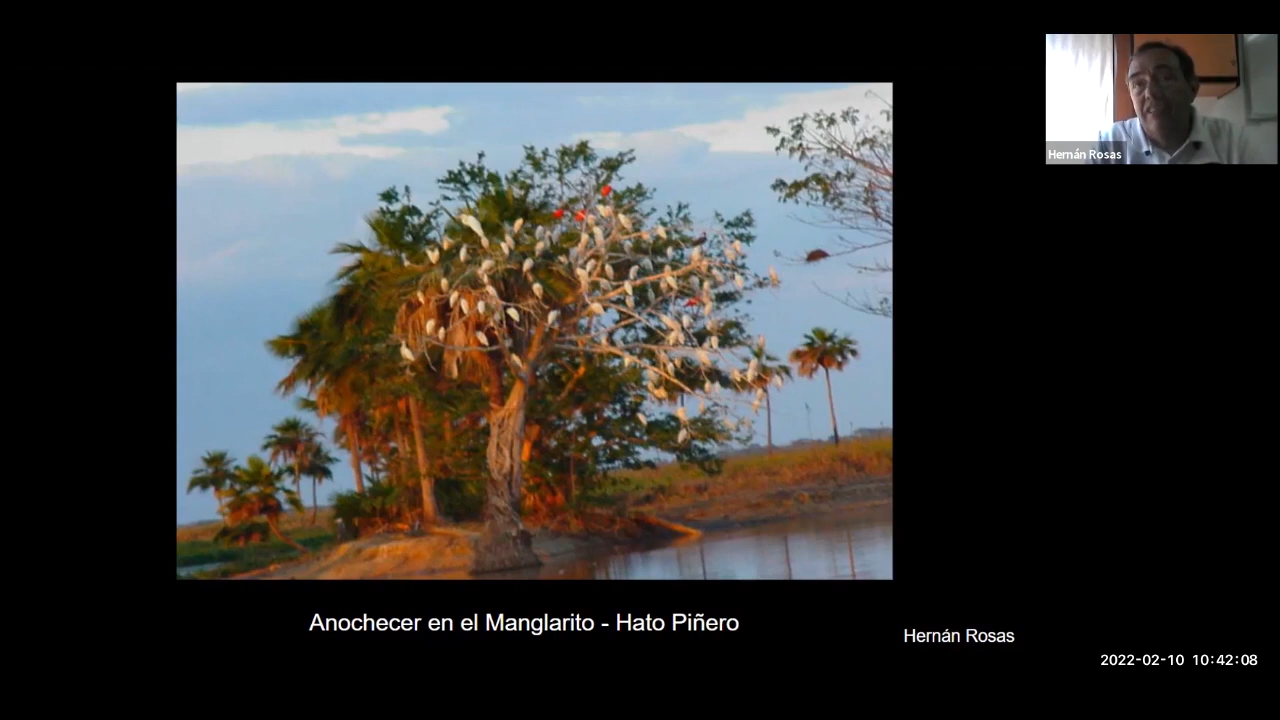 Hernán Rosas
Anochecer en el Manglarito - Hato Piñero
Hernán Rosas
2022-02-10 10:42:08